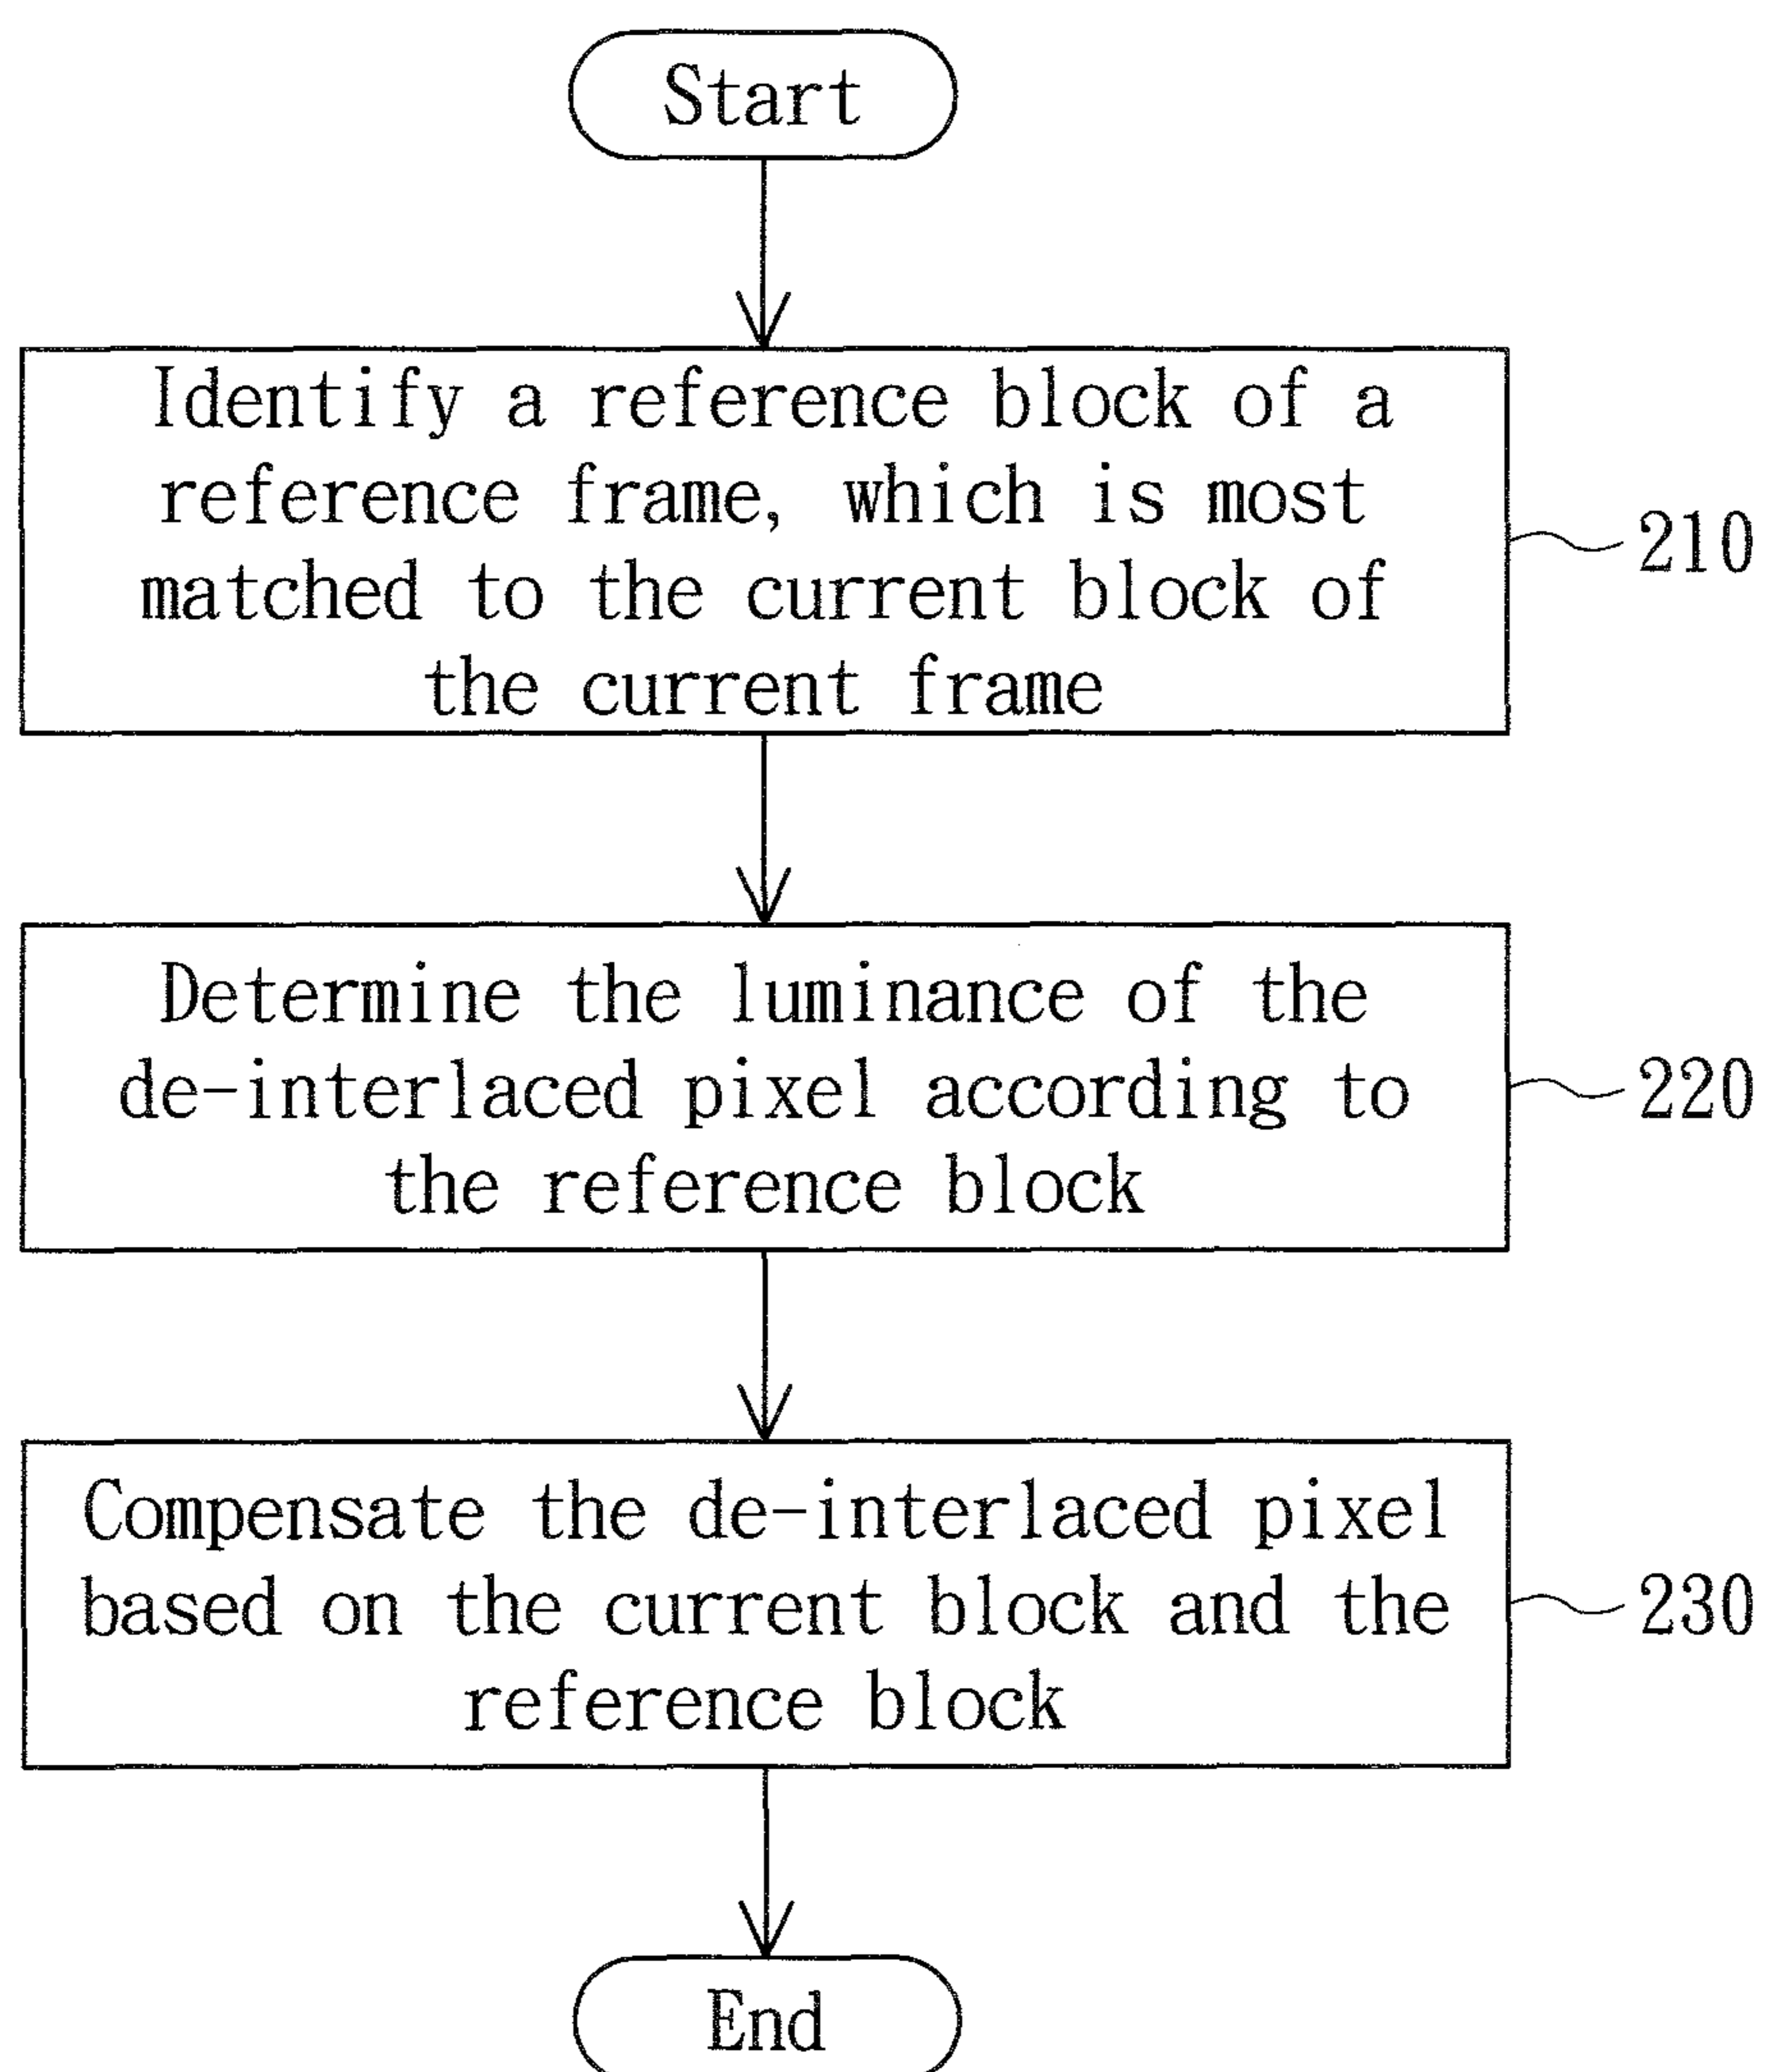 Start
Identify a reference block of a
reference frame, which is most
matched to the current block of
the current frame
210
Determine the luminance of the
de-interlaced pixel according to
the reference block
220
Compensate the de-interlaced pixel
based on the current block and the
reference block
230
End